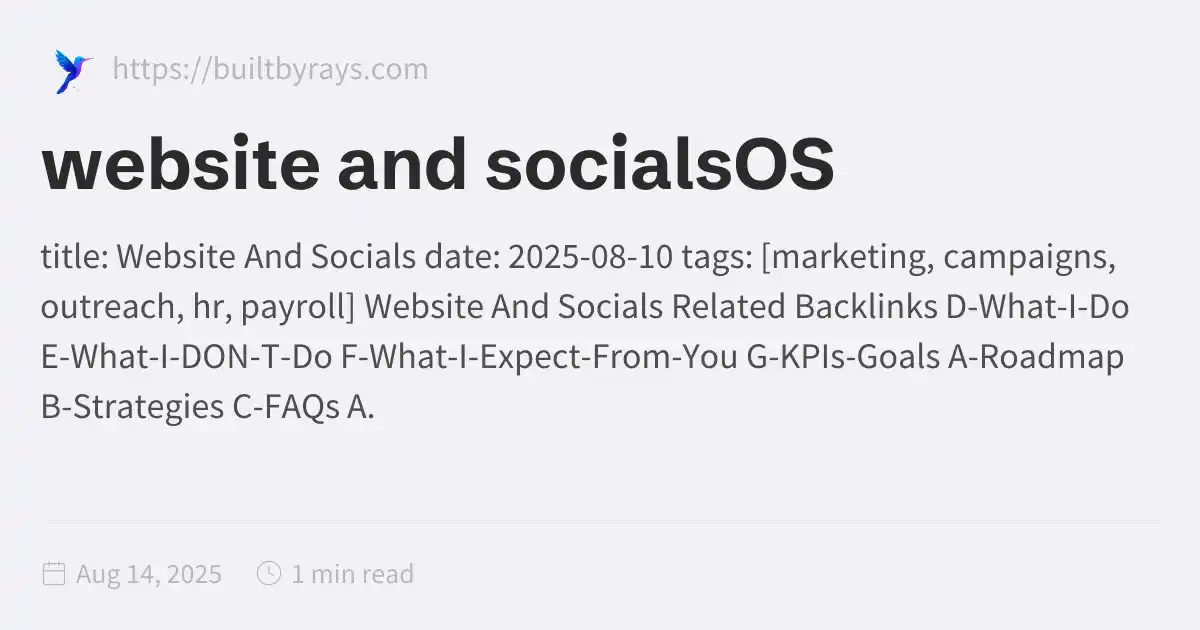 https://builtbyrays.com
website and socialsOS
title: Website And Socials date: 2025-08-10 tags: [marketing, campaigns,
outreach, hr, payroll] Website And Socials Related Backlinks D-What-I-Do
E-What-I-DON-T-Do F-What-I-Expect-From-You G-KPIs-Goals A-Roadmap
B-Strategies C-FAQs A.
Aug 14, 2025 1 min read